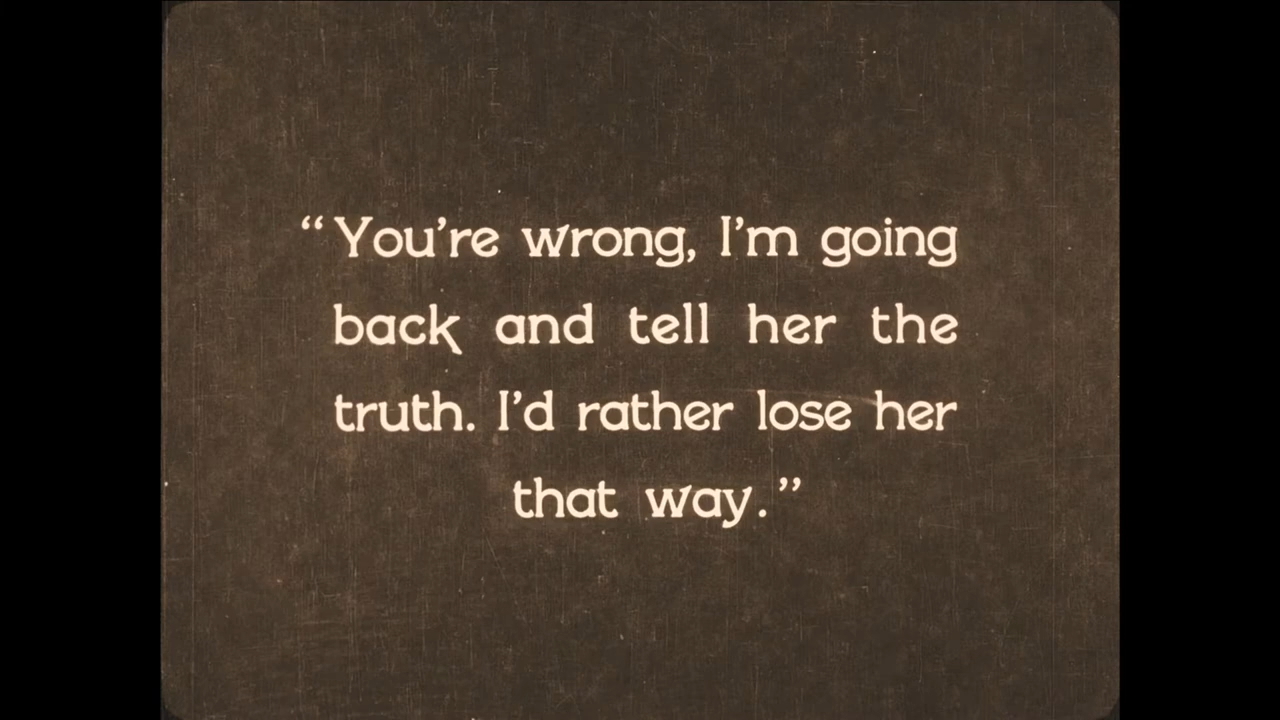 “You’re wrong, I’m going
back and tell her the
truth. I’d rather lose her
that way.”